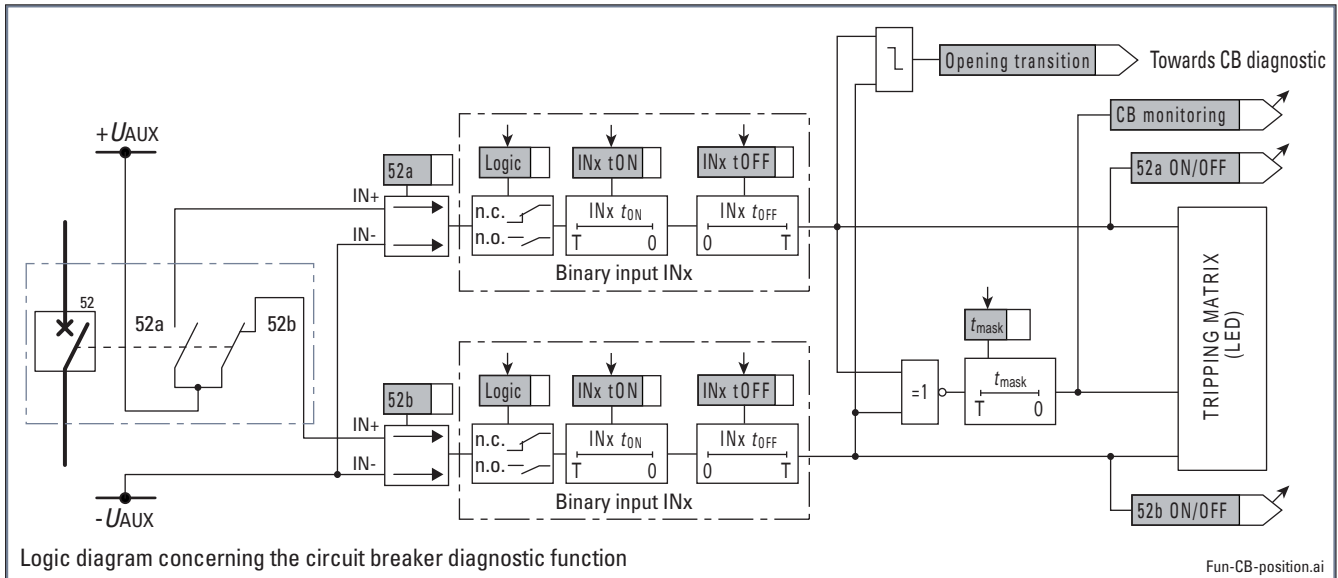 Opening transition
Towards CB diagnostic
CB monitoring
+UAUX
52a
Logic
INx tON
INx tOFF
52a ON/OFF
IN+
IN-
n.c.
n.o.
INx tON
T 0
INx tOFF
0 T
Binary input INx
52
52a
52b
tmask
tmask
T 0
=1
TRIPPING MATRIX
(LED)
52b
Logic
INx tON
INx tOFF
IN+
IN-
n.c.
n.o.
INx tON
T 0
INx tOFF
0 T
Binary input INx
-UAUX
52b ON/OFF
Logic diagram concerning the circuit breaker diagnostic function
Fun-CB-position.ai